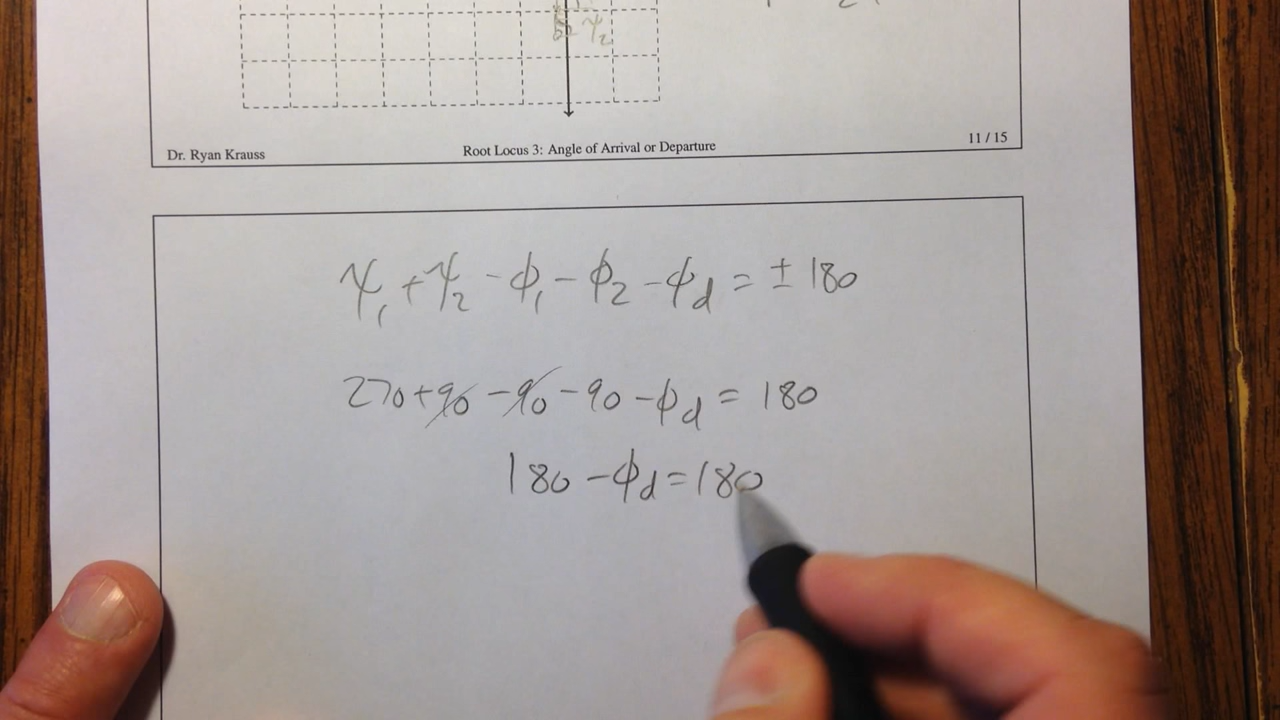 ψ₂
Dr. Ryan Krauss
Root Locus 3: Angle of Arrival or Departure
11 / 15
ψ₁ + ψ₂ - ϕ₁ - ϕ₂ - ϕd = ± 180
270 + 90 - 90 - 90 - ϕd = 180
180 - ϕd = 180